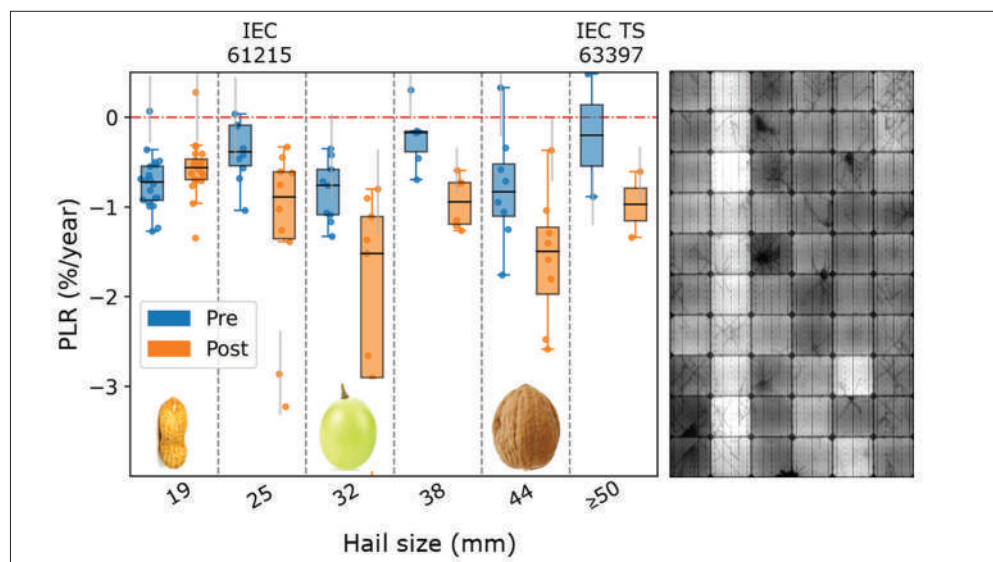 IEC
61215
IEC TS
63397
PLR (%/year)
0
−1
−2
−3
Pre
Post
19
25
32
38
44
≥50
Hail size (mm)